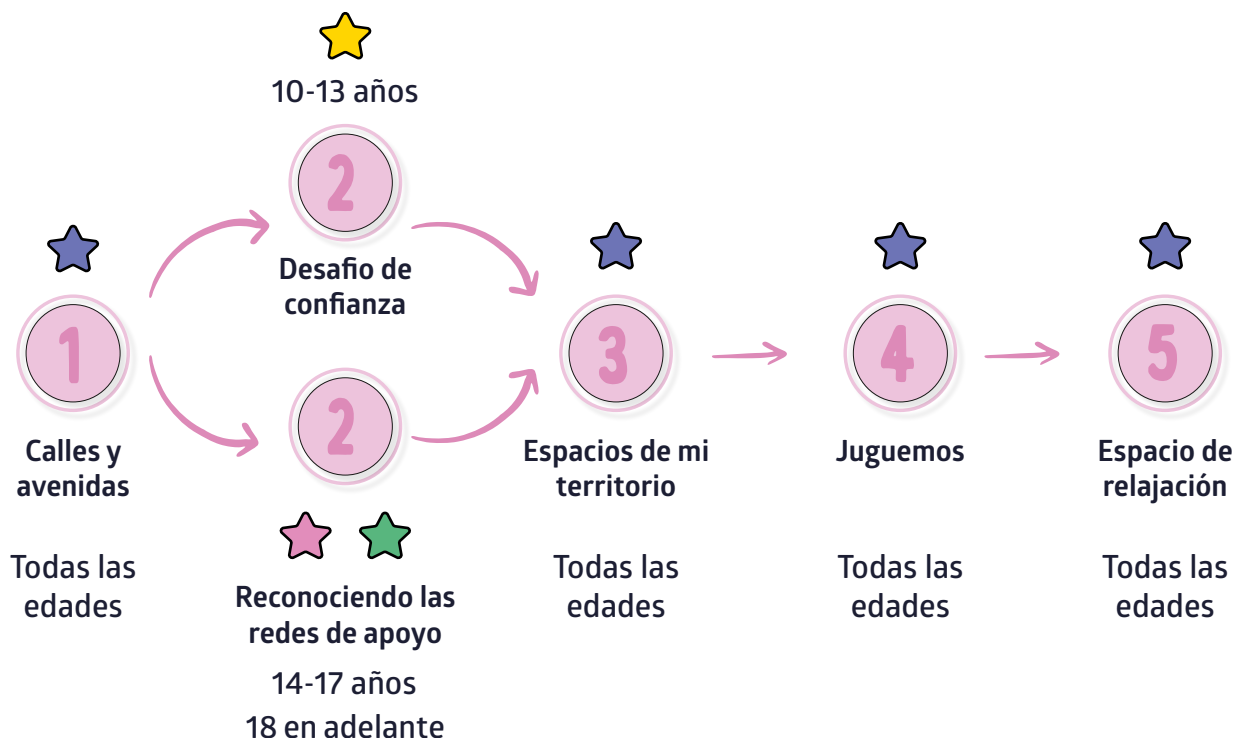 10-13 años
2
Desafio de
confianza
1
Calles y
avenidas
Todas las
edades
2
Reconociendo las
redes de apoyo
14-17 años
18 en adelante
3
Espacios de mi
territorio
Todas las
edades
4
Juguemos
Todas las
edades
5
Espacio de
relajación
Todas las
edades